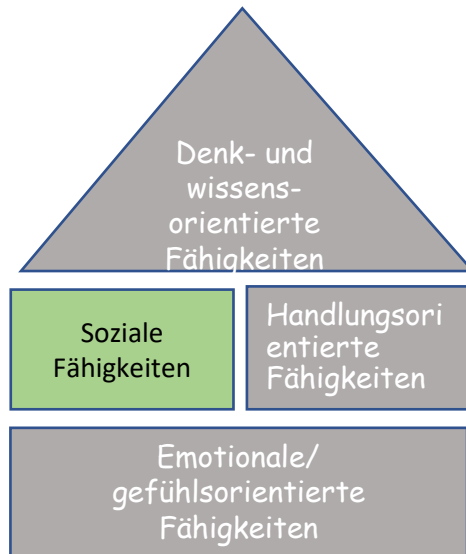 Denk- und
wissens-
orientierte
Fähigkeiten
Soziale
Fähigkeiten
Handlungsori
entierte
Fähigkeiten
Emotionale/
gefühlsorientierte
Fähigkeiten